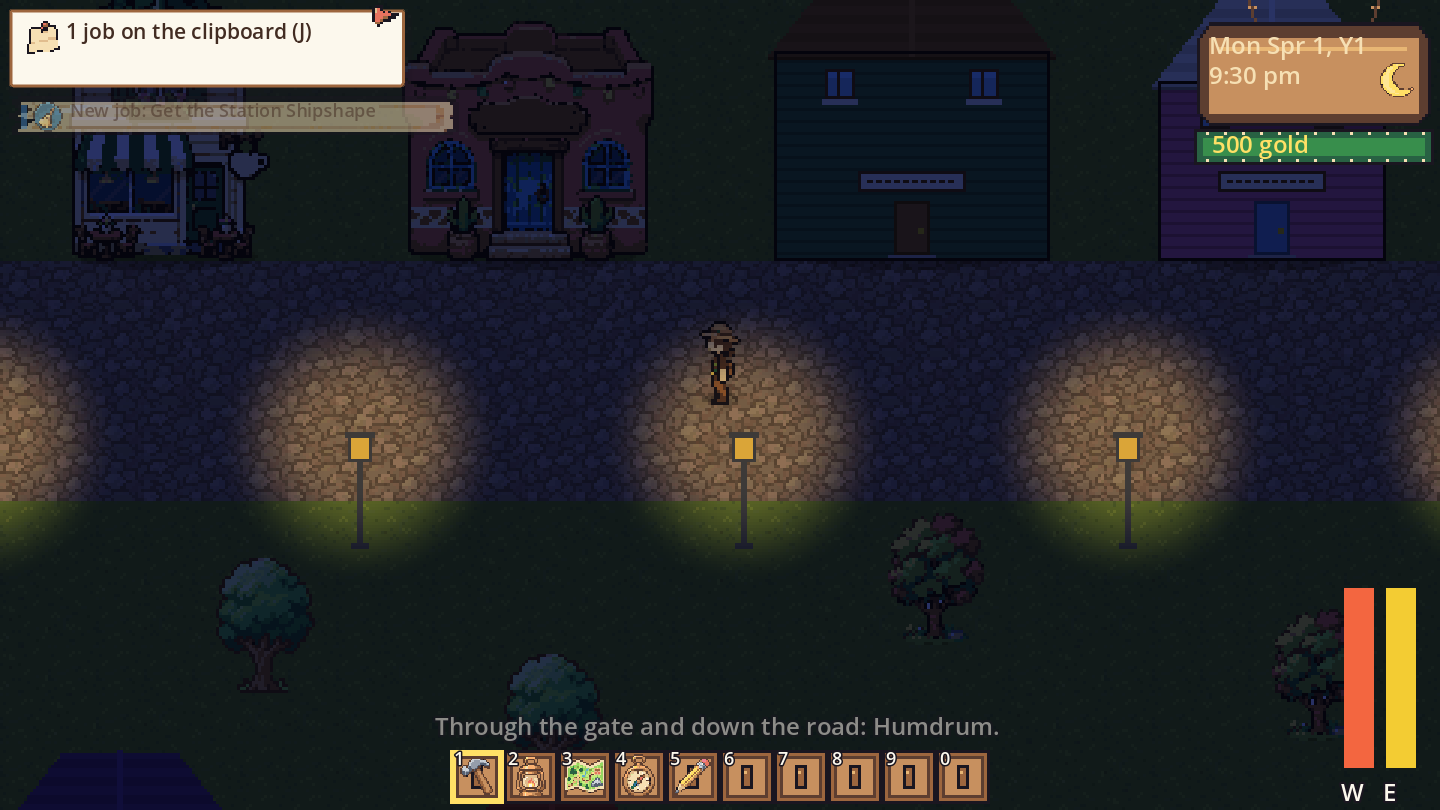 1 job on the clipboard (J)
New job: Get the Station Shipshape
Mon Spr 1, Y1
9:30 pm
500 gold
Through the gate and down the road: Humdrum.
1 2 3 4 5 6 7 8 9 0
W E